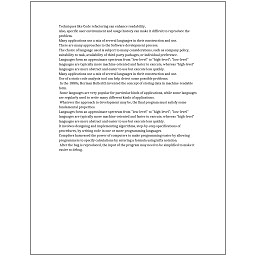 Techniques like Code refactoring can enhance readability.
Also, specific user environment and usage history can make it difficult to reproduce the
problem.
Many applications use a mix of several languages in their construction and use.
There are many approaches to the Software development process.
The choice of language used is subject to many considerations, such as company policy,
suitability to task, availability of third-party packages, or individual preference.
Languages form an approximate spectrum from "low-level" to "high-level"; "low-level"
languages are typically more machine-oriented and faster to execute, whereas "high-level"
languages are more abstract and easier to use but execute less quickly.
Many applications use a mix of several languages in their construction and use.
Use of a static code analysis tool can help detect some possible problems.
In the 1880s, Herman Hollerith invented the concept of storing data in machine-readable
form.
Some languages are very popular for particular kinds of applications, while some languages
are regularly used to write many different kinds of applications.
Whatever the approach to development may be, the final program must satisfy some
fundamental properties.
Languages form an approximate spectrum from "low-level" to "high-level"; "low-level"
languages are typically more machine-oriented and faster to execute, whereas "high-level"
languages are more abstract and easier to use but execute less quickly.
It involves designing and implementing algorithms, step-by-step specifications of
procedures, by writing code in one or more programming languages.
Compilers harnessed the power of computers to make programming easier by allowing
programmers to specify calculations by entering a formula using infix notation.
After the bug is reproduced, the input of the program may need to be simplified to make it
easier to debug.